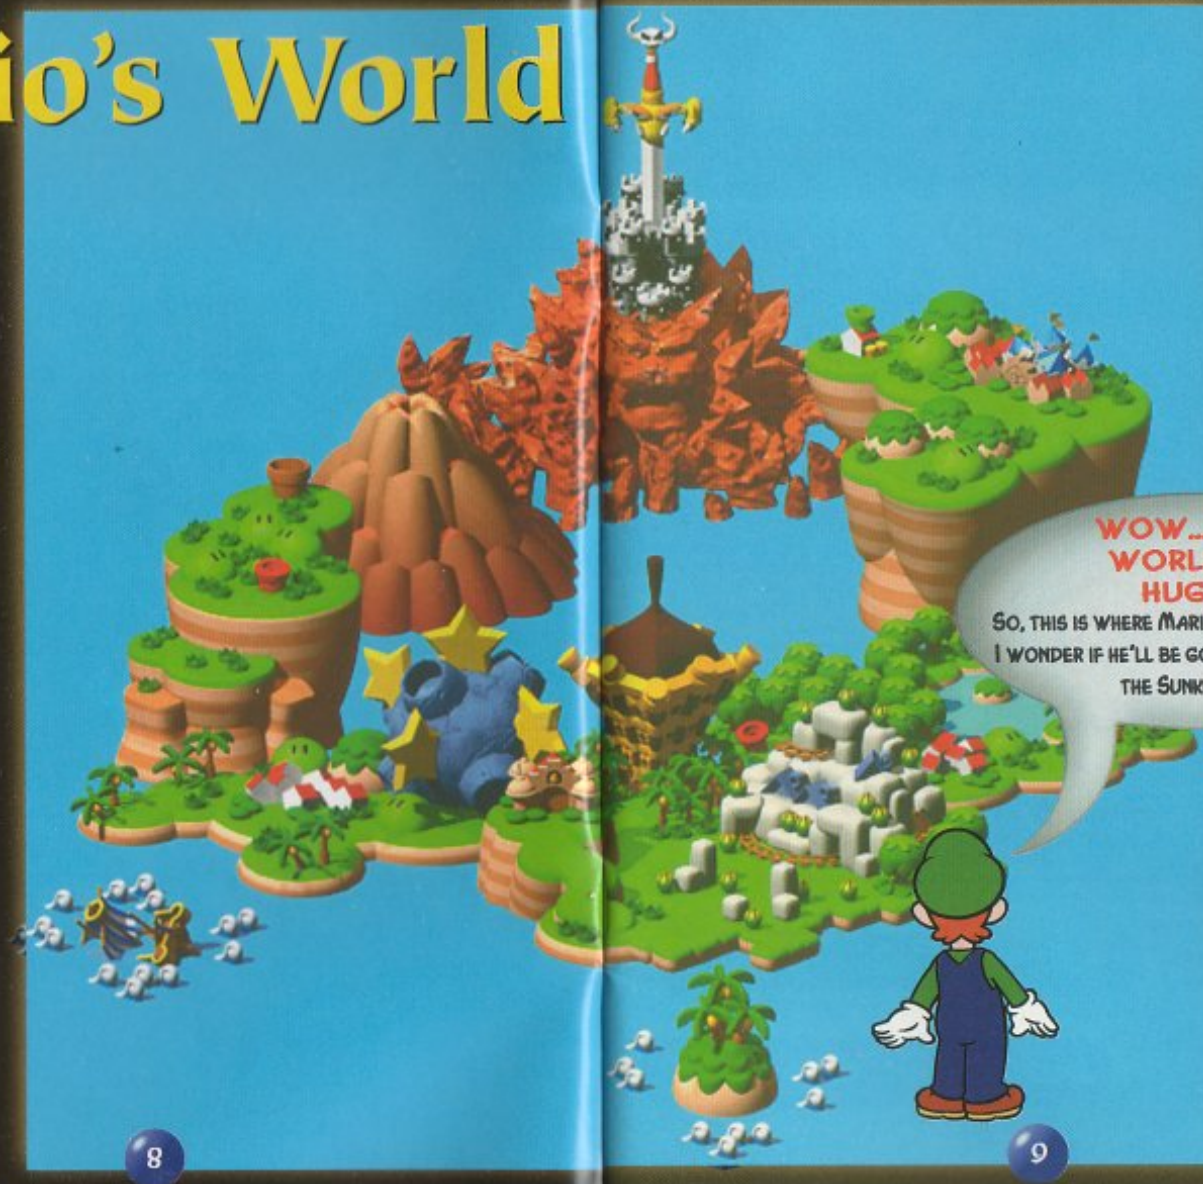 io's World
WOW...
WORL
HUG
SO, THIS IS WHERE MARI
I WONDER IF HE'LL BE GO
THE SUNK
8
9